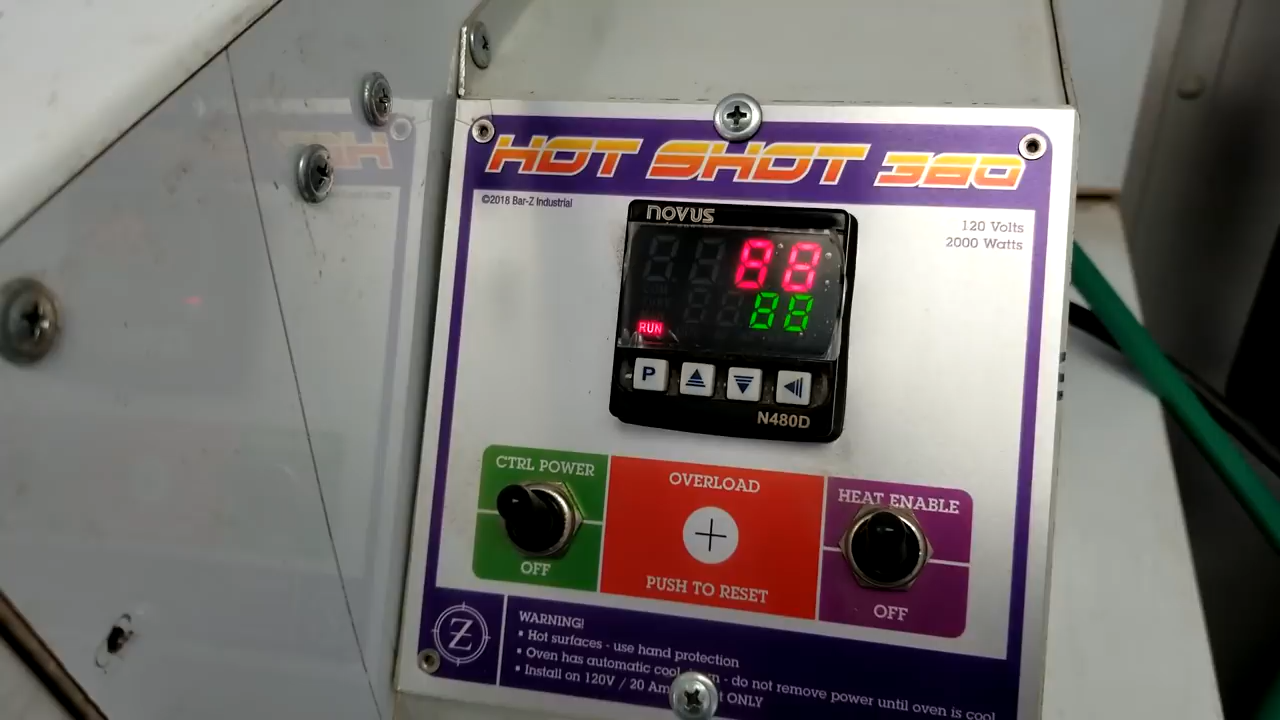 HOT SHOT 360
©2018 Bar-Z Industrial
120 Volts
2000 Watts
novus
88
88
RUN
P
N480D
CTRL POWER
OFF
OVERLOAD
PUSH TO RESET
HEAT ENABLE
OFF
Z
WARNING!
▪ Hot surfaces - use hand protection
▪ Oven has automatic - do not remove power until oven is cool
▪ Install on 120V / 20 ONLY